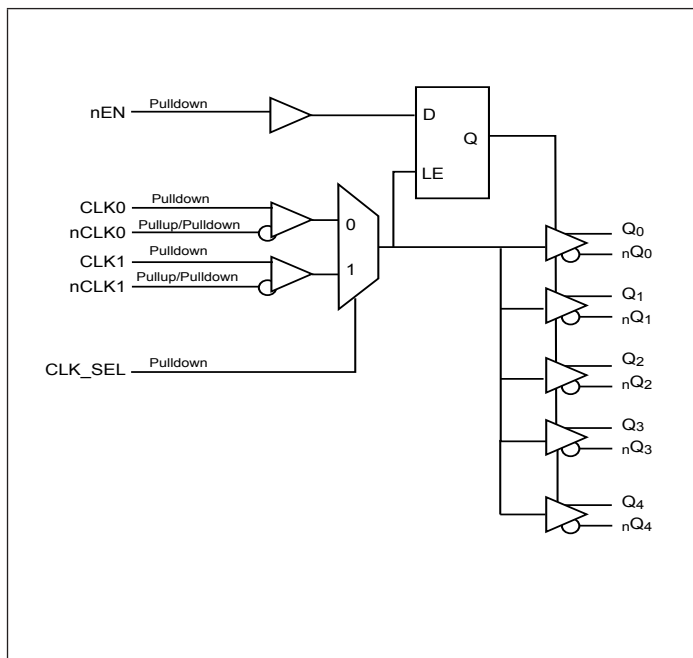 nEN Pulldown
D
Q
LE
CLK0 Pulldown
nCLK0 Pullup/Pulldown
CLK1 Pulldown
nCLK1 Pullup/Pulldown
0
1
CLK_SEL Pulldown
Q0
nQ0
Q1
nQ1
Q2
nQ2
Q3
nQ3
Q4
nQ4